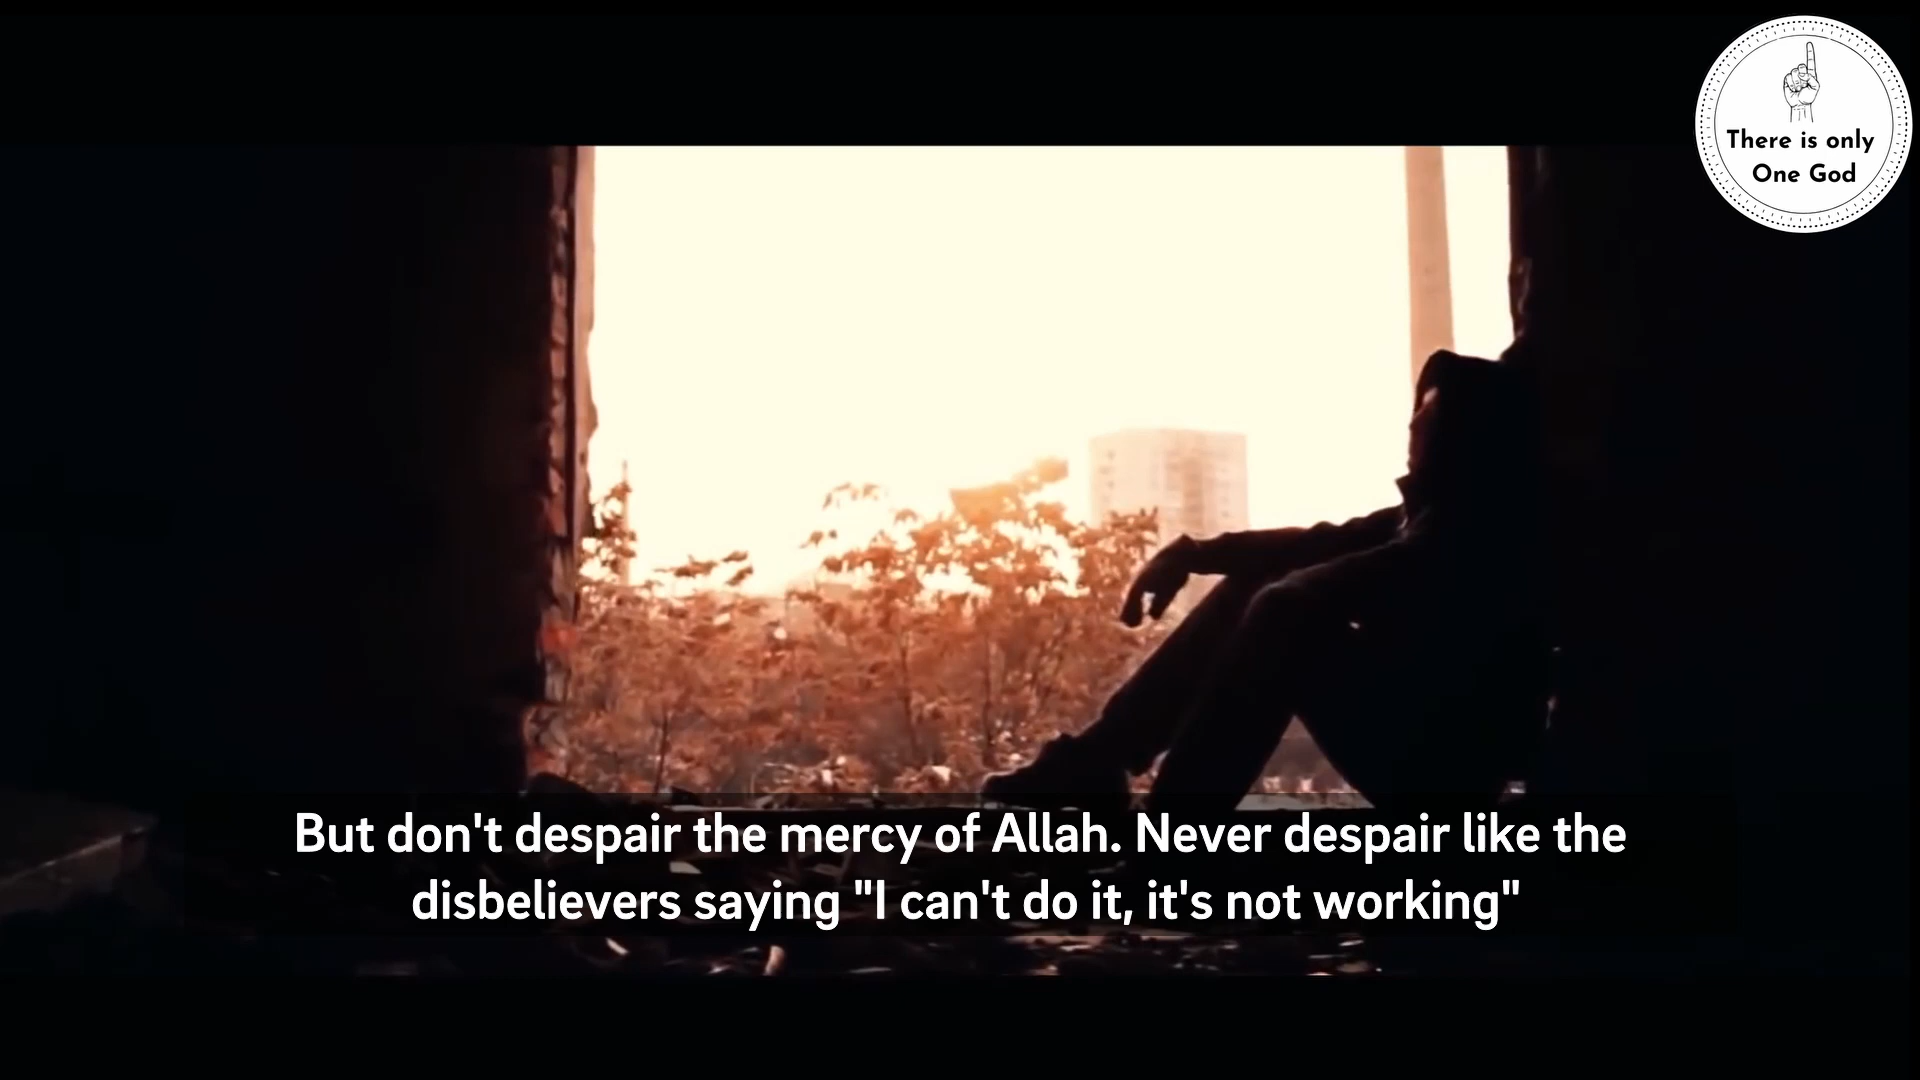 There is only
One God
But don't despair the mercy of Allah. Never despair like the
disbelievers saying "I can't do it, it's not working"